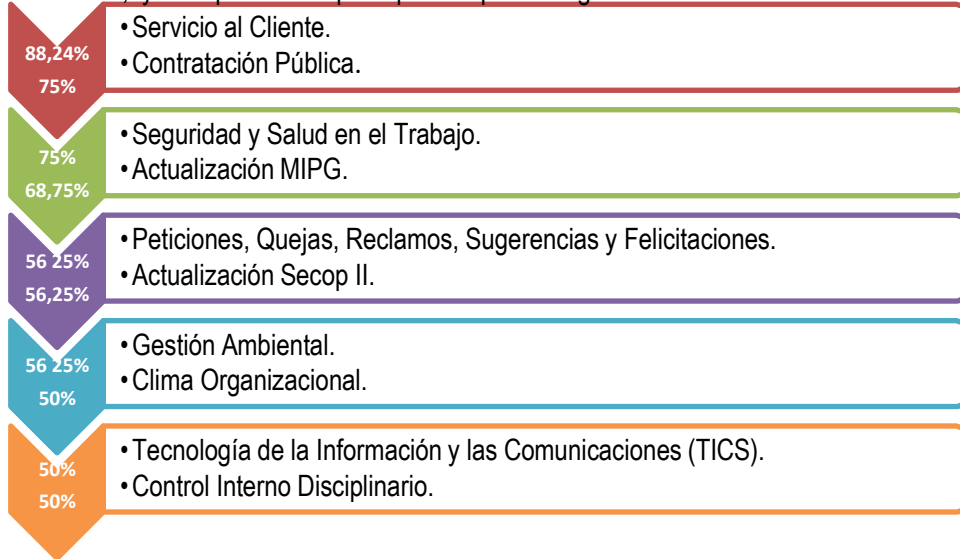 88,24%
75%
• Servicio al Cliente.
• Contratación Pública.
75%
68,75%
• Seguridad y Salud en el Trabajo.
• Actualización MIPG.
56 25%
56,25%
• Peticiones, Quejas, Reclamos, Sugerencias y Felicitaciones.
• Actualización Secop II.
56 25%
50%
• Gestión Ambiental.
• Clima Organizacional.
50%
50%
• Tecnología de la Información y las Comunicaciones (TICS).
• Control Interno Disciplinario.